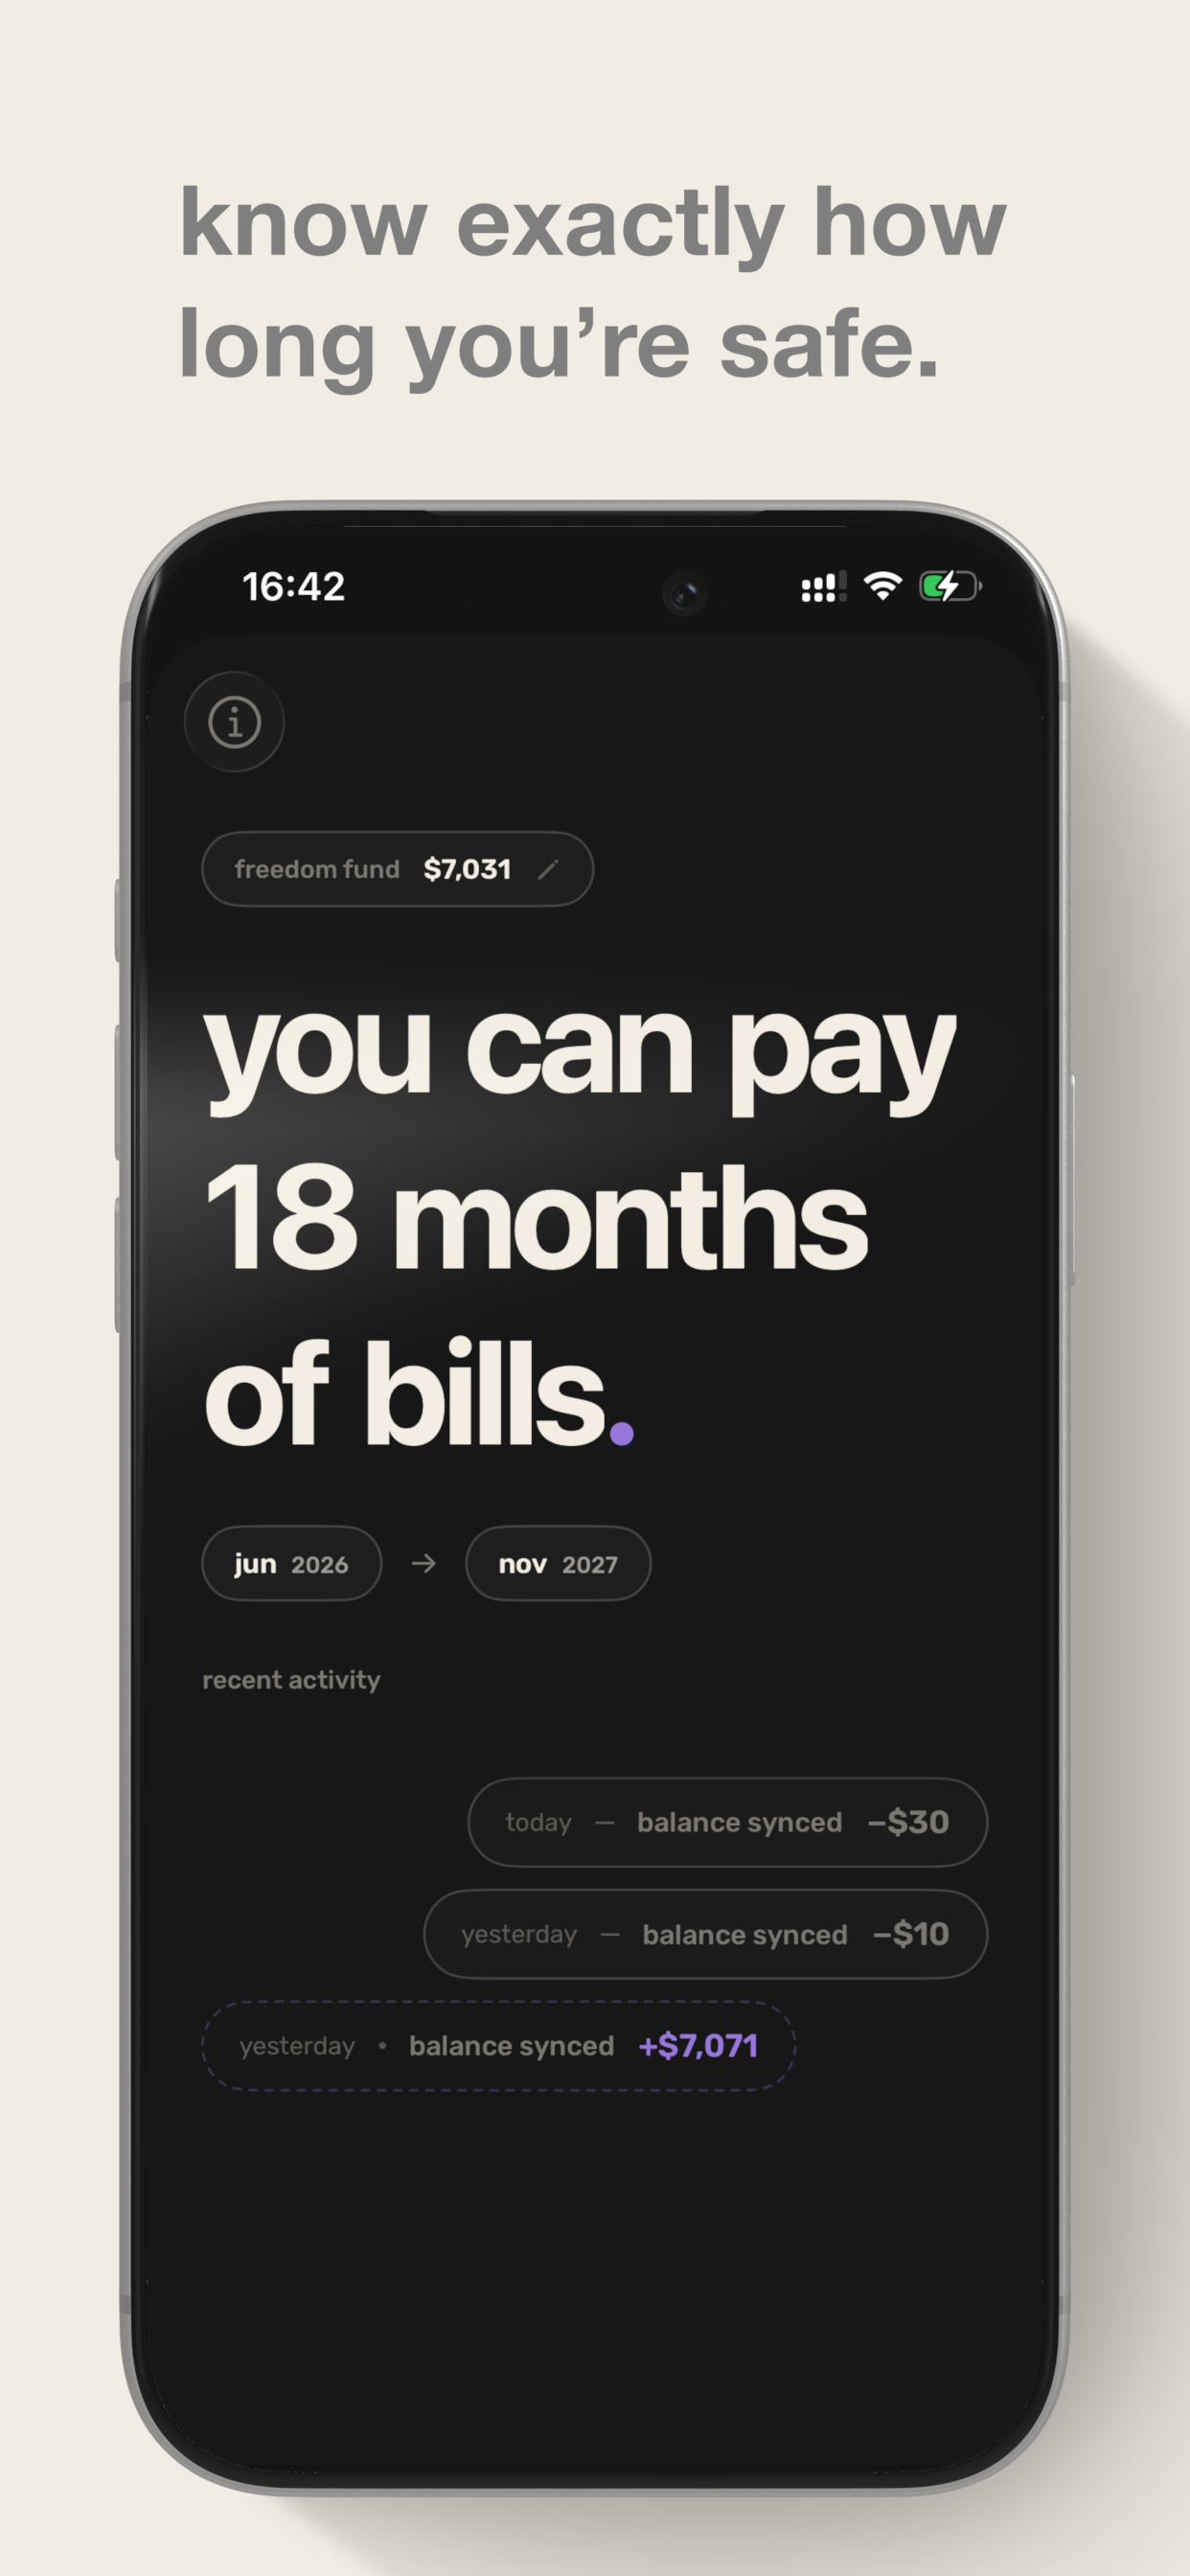 know exactly how
long you’re safe.
16:42
freedom fund $7,031
you can pay
18 months
of bills.
jun 2026 → nov 2027
recent activity
today — balance synced –$30
yesterday — balance synced –$10
yesterday • balance synced +$7,071